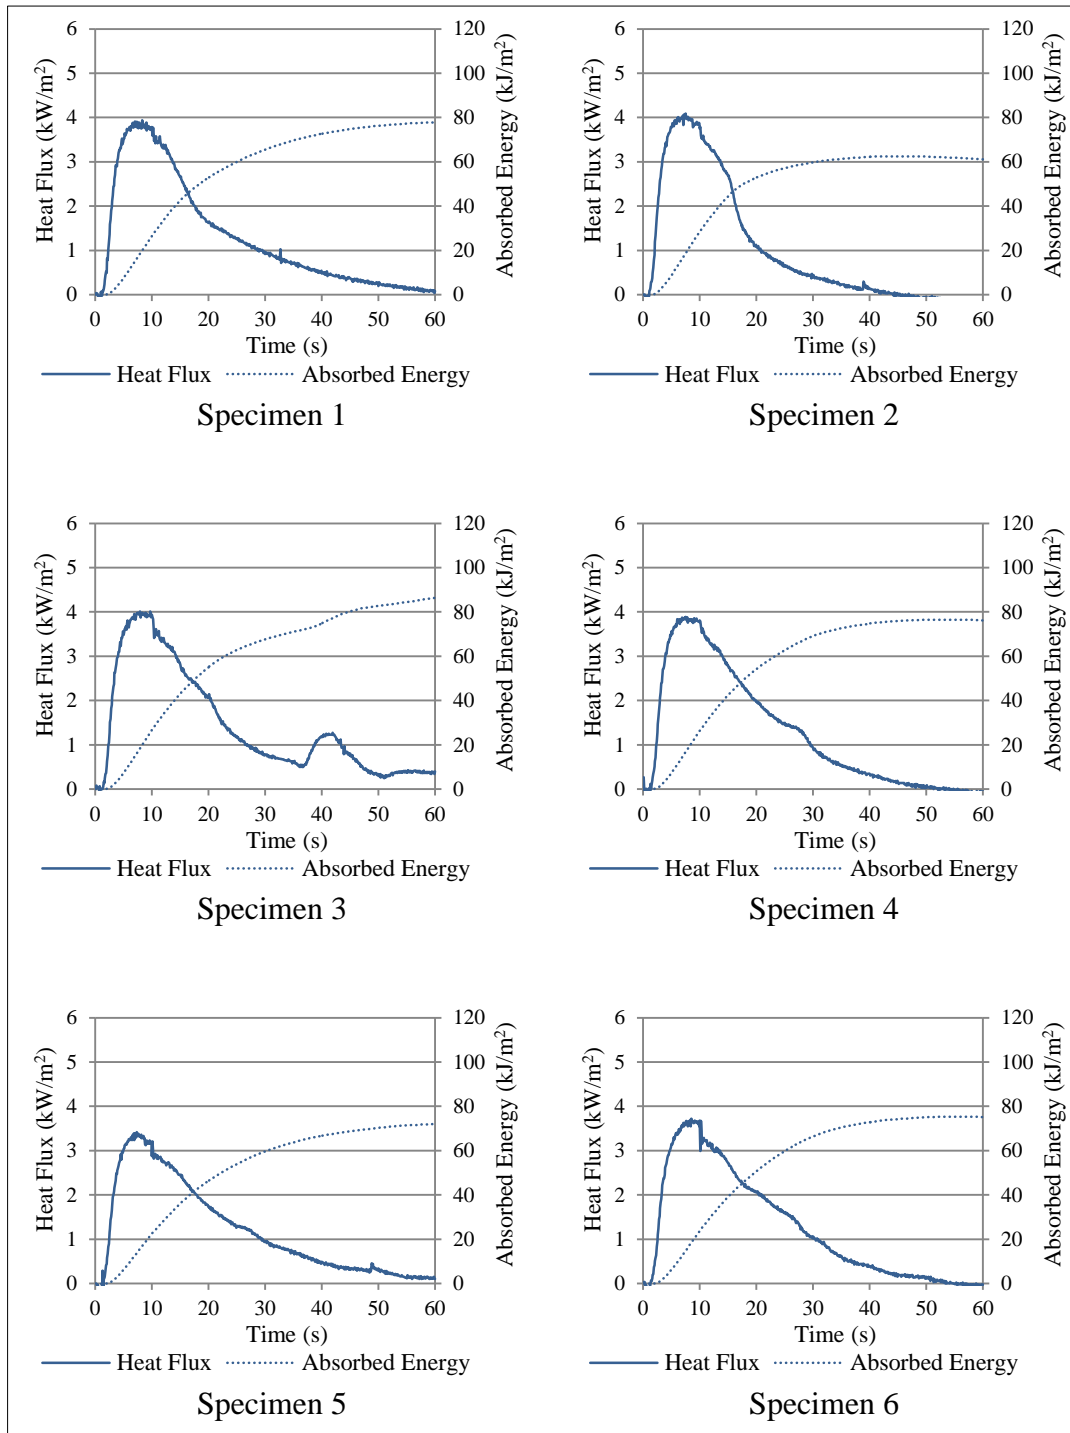 Heat Flux (kW/m²)
6
5
4
3
2
1
0
120
100
80
60
40
20
0
Absorbed Energy (kJ/m²)
0 10 20 30 40 50 60
Time (s)
Heat Flux Absorbed Energy
Specimen 1
Heat Flux (kW/m²)
6
5
4
3
2
1
0
120
100
80
60
40
20
0
Absorbed Energy (kJ/m²)
0 10 20 30 40 50 60
Time (s)
Heat Flux Absorbed Energy
Specimen 2
Heat Flux (kW/m²)
6
5
4
3
2
1
0
120
100
80
60
40
20
0
Absorbed Energy (kJ/m²)
0 10 20 30 40 50 60
Time (s)
Heat Flux Absorbed Energy
Specimen 3
Heat Flux (kW/m²)
6
5
4
3
2
1
0
120
100
80
60
40
20
0
Absorbed Energy (kJ/m²)
0 10 20 30 40 50 60
Time (s)
Heat Flux Absorbed Energy
Specimen 4
Heat Flux (kW/m²)
6
5
4
3
2
1
0
120
100
80
60
40
20
0
Absorbed Energy (kJ/m²)
0 10 20 30 40 50 60
Time (s)
Heat Flux Absorbed Energy
Specimen 5
Heat Flux (kW/m²)
6
5
4
3
2
1
0
120
100
80
60
40
20
0
Absorbed Energy (kJ/m²)
0 10 20 30 40 50 60
Time (s)
Heat Flux Absorbed Energy
Specimen 6